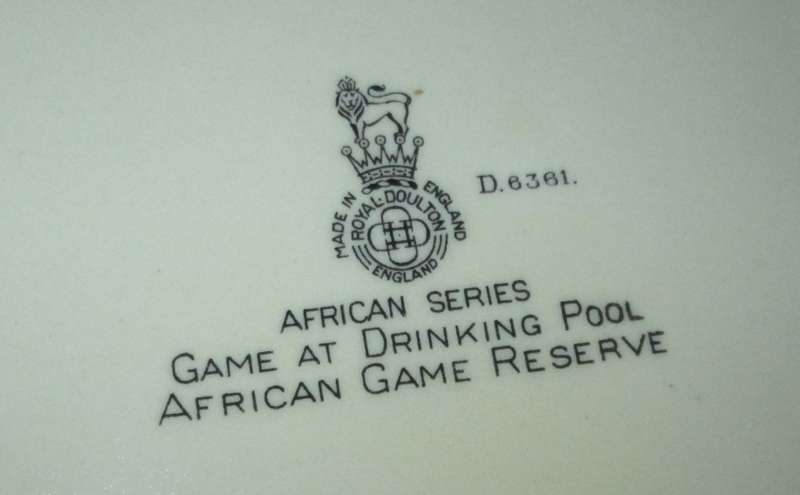 MADE IN ENGLAND
ROYAL·DOULTON
ENGLAND
D.6361.
AFRICAN SERIES
GAME AT DRINKING POOL
AFRICAN GAME RESERVE